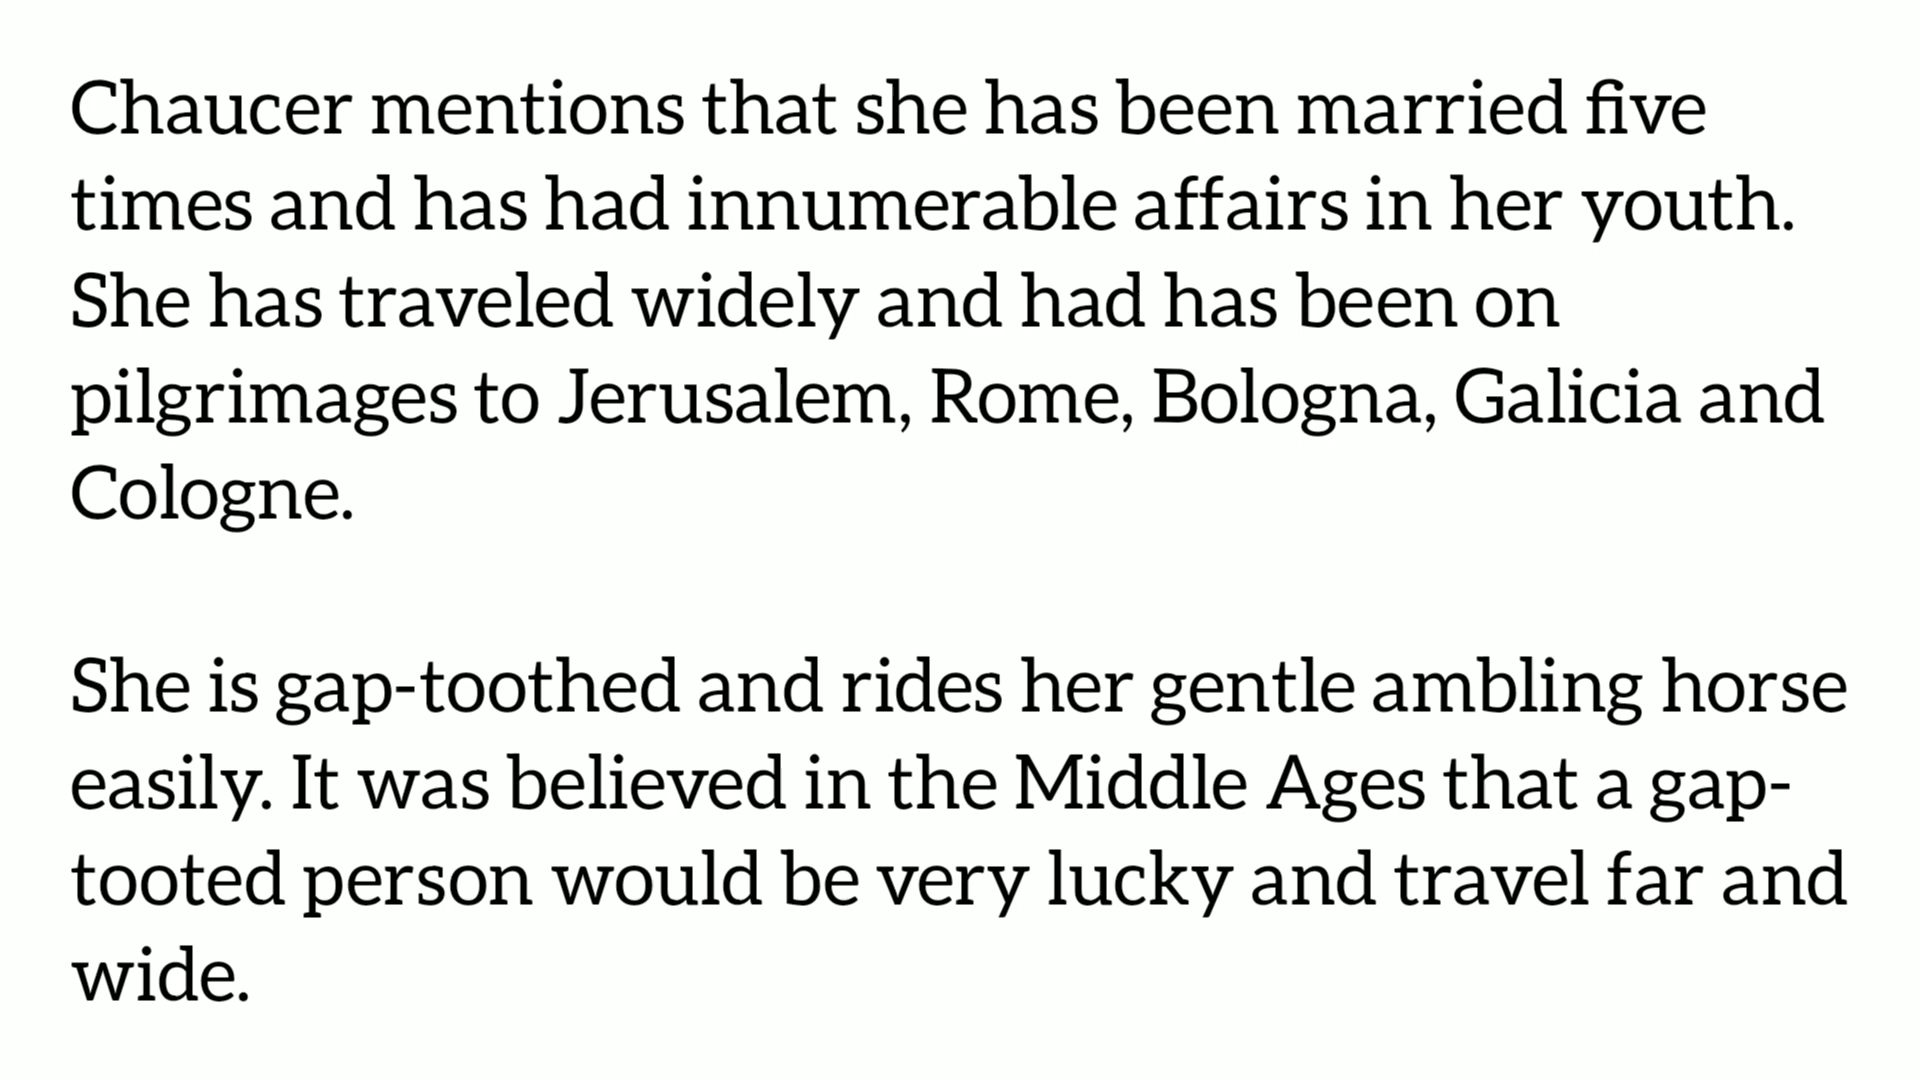 Chaucer mentions that she has been married five
times and has had innumerable affairs in her youth.
She has traveled widely and had has been on
pilgrimages to Jerusalem, Rome, Bologna, Galicia and
Cologne.
She is gap-toothed and rides her gentle ambling horse
easily. It was believed in the Middle Ages that a gap-
tooted person would be very lucky and travel far and
wide.